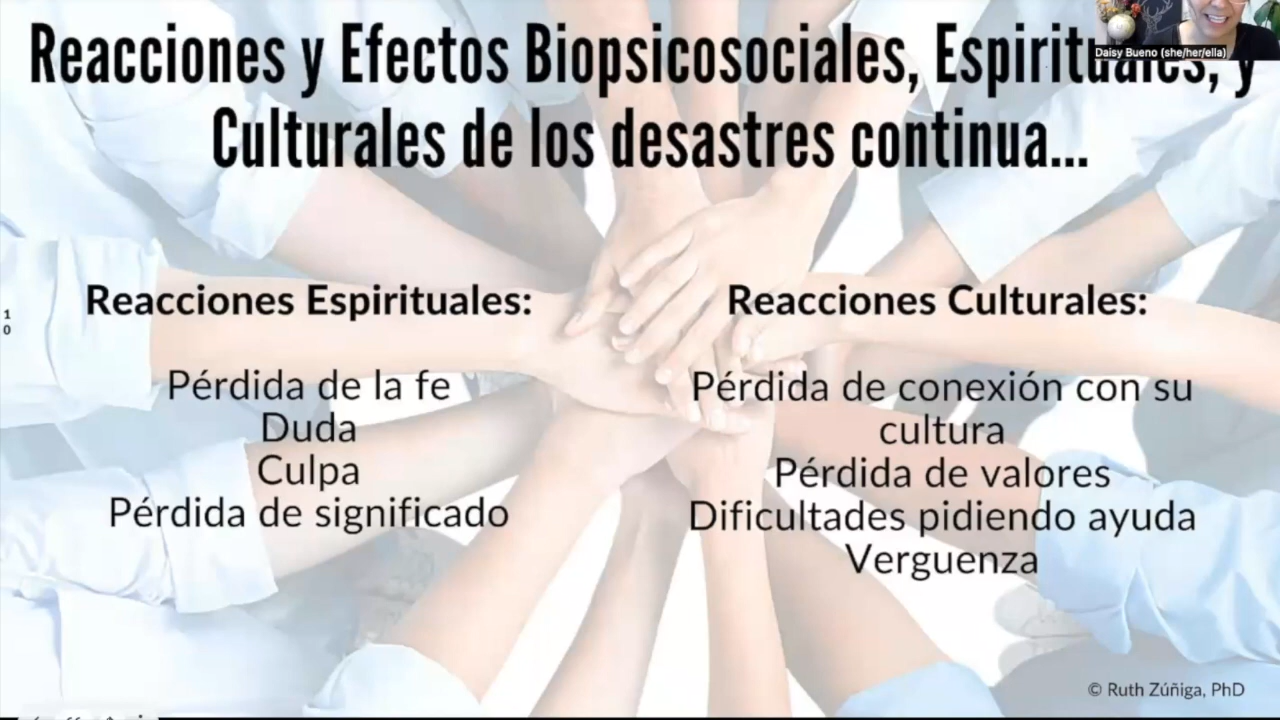 Reacciones y Efectos Biopsicosociales, Espirituales, y
Daisy Bueno (she/her/ella)
Culturales de los desastres continua...
Reacciones Espirituales:
Pérdida de la fe
Duda
Culpa
Pérdida de significado
Reacciones Culturales:
Pérdida de conexión con su
cultura
Pérdida de valores
Dificultades pidiendo ayuda
Verguenza
1
0
© Ruth Zúñiga, PhD